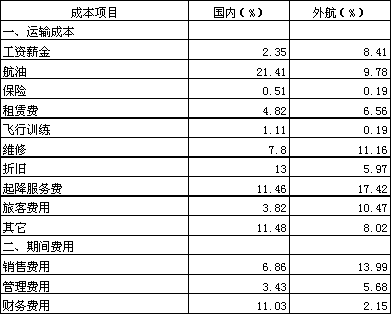 成本项目 国内(%) 外航(%)
一、运输成本
工资薪金 2.35 8.41
航油 21.41 9.78
保险 0.51 0.19
租赁费 4.82 6.56
飞行训练 1.11 0.19
维修 7.8 11.16
折旧 13 5.97
起降服务费 11.46 17.42
旅客费用 3.82 10.47
其它 11.48 8.02
二、期间费用
销售费用 6.86 13.99
管理费用 3.43 5.68
财务费用 11.03 2.15